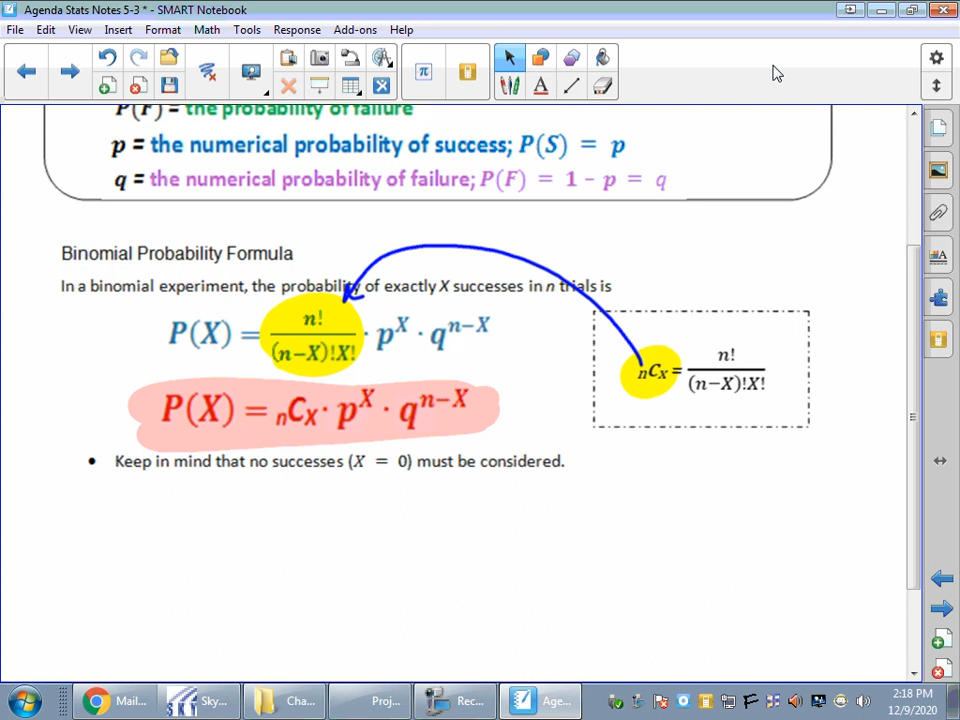 Agenda Stats Notes 5-3 * - SMART Notebook
File Edit View Insert Format Math Tools Response Add-ons Help
P(F) = the probability of failure
p = the numerical probability of success; P(S) = p
q = the numerical probability of failure; P(F) = 1 − p = q
Binomial Probability Formula
In a binomial experiment, the probability of exactly X successes in n trials is
P(X) = n! / (n−X)!X! · p^X · q^n−X
nCX = n! / (n−X)!X!
P(X) = nCX · p^X · q^n−X
• Keep in mind that no successes (X = 0) must be considered.
Mail... Sky... Cha... Proj... Rec... Age...
2:18 PM
12/9/2020